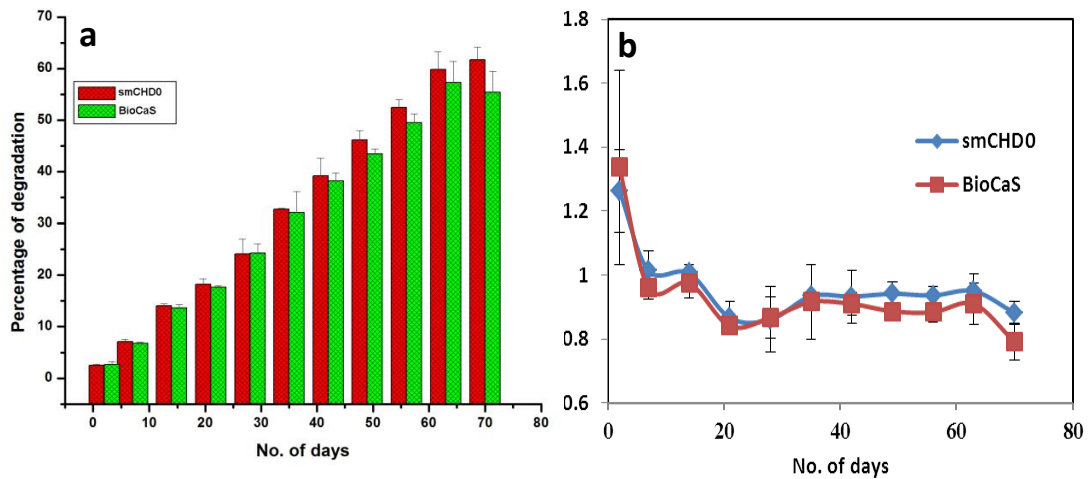 a
70
60
50
40
30
20
10
0
Percentage of degradation
smCHD0
BioCaS
0 10 20 30 40 50 60 70 80
No. of days
b
1.8
1.6
1.4
1.2
1
0.8
0.6
smCHD0
BioCaS
0 20 40 60 80
No. of days